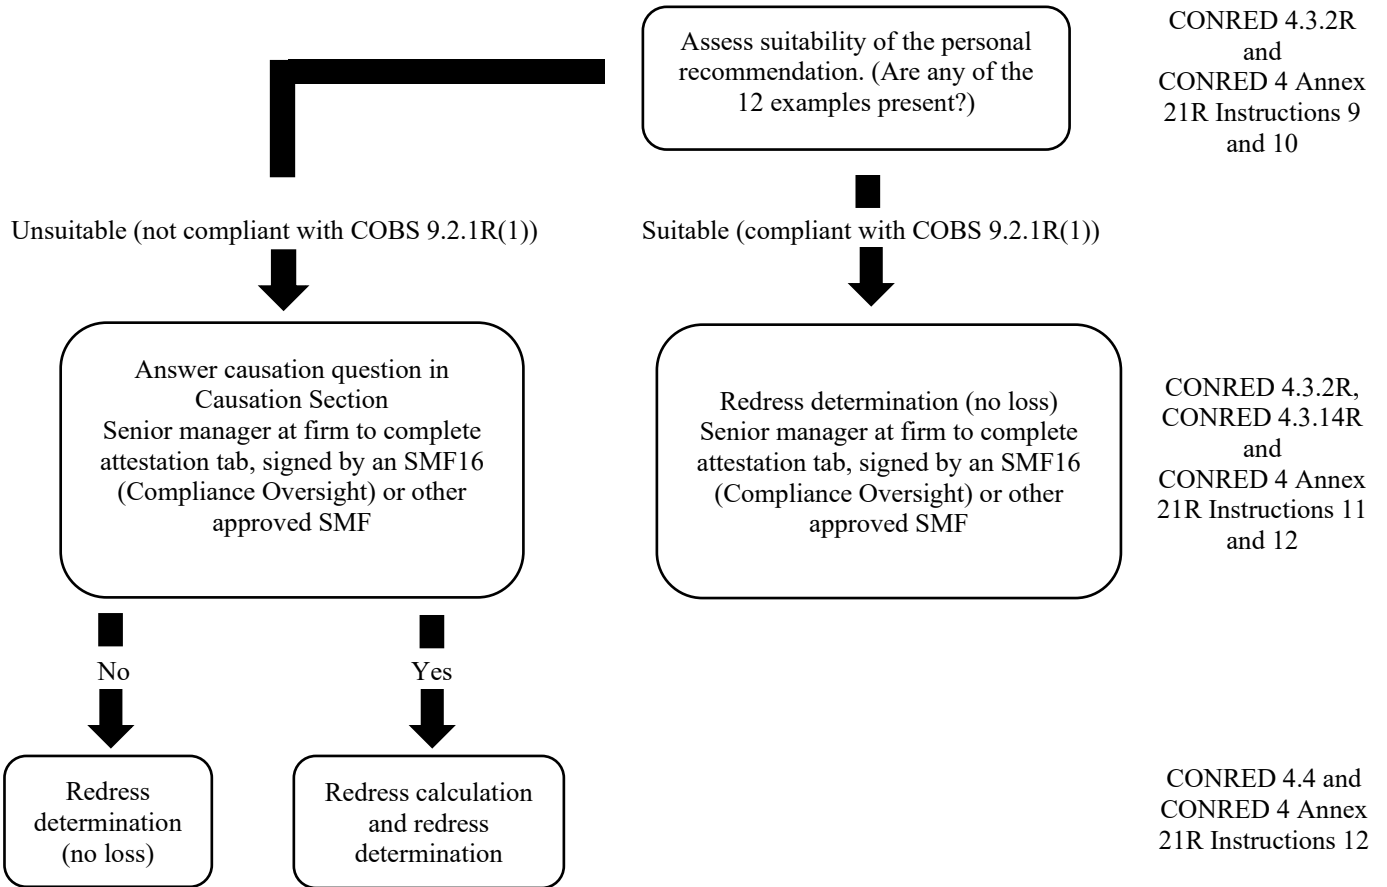 Assess suitability of the personal
recommendation. (Are any of the
12 examples present?)
CONRED 4.3.2R
and
CONRED 4 Annex
21R Instructions 9
and 10
Unsuitable (not compliant with COBS 9.2.1R(1))
Suitable (compliant with COBS 9.2.1R(1))
Answer causation question in
Causation Section
Senior manager at firm to complete
attestation tab, signed by an SMF16
(Compliance Oversight) or other
approved SMF
Redress determination (no loss)
Senior manager at firm to complete
attestation tab, signed by an SMF16
(Compliance Oversight) or other
approved SMF
CONRED 4.3.2R,
CONRED 4.3.14R
and
CONRED 4 Annex
21R Instructions 11
and 12
No
Yes
Redress
determination
(no loss)
Redress calculation
and redress
determination
CONRED 4.4 and
CONRED 4 Annex
21R Instructions 12